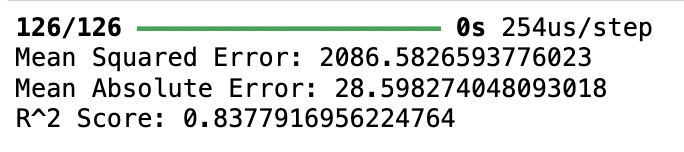 126/126 ━━━━━━━━━━━━━━━━━━━━ 0s 254us/step
Mean Squared Error: 2086.5826593776023
Mean Absolute Error: 28.598274048093018
R^2 Score: 0.8377916956224764